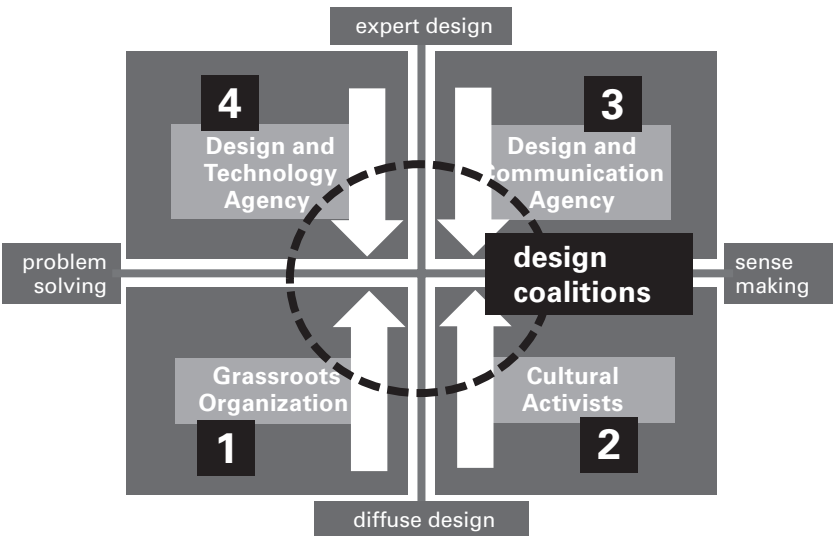 expert design
4
Design and
Technology
Agency
3
Design and
Communication
Agency
problem
solving
design
coalitions
sense
making
Grassroots
Organization
1
Cultural
Activists
2
diffuse design